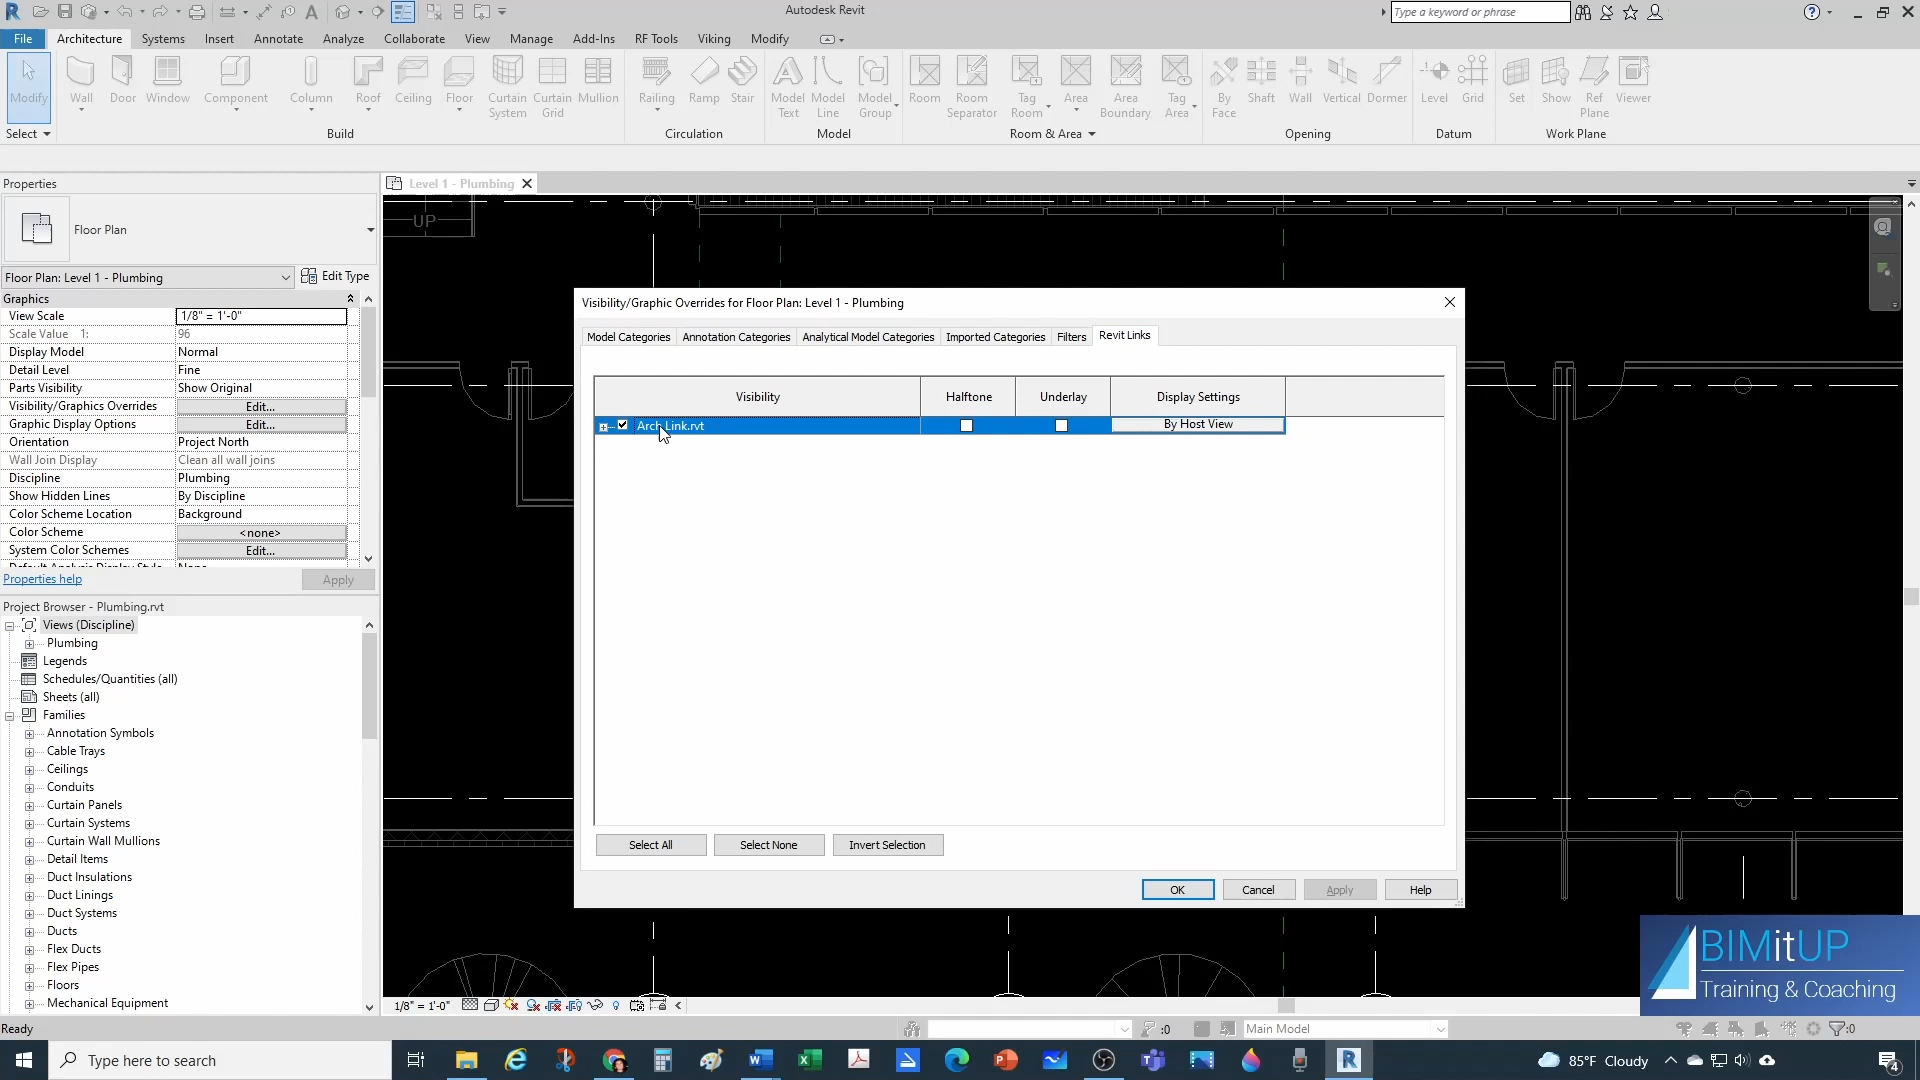 Autodesk Revit
Type a keyword or phrase
File Architecture Systems Insert Annotate Analyze Collaborate View Manage Add-Ins RF Tools Viking Modify
Modify Wall Door Window Component Column Roof Ceiling Floor Curtain System Curtain Grid Mullion Railing Ramp Stair Model Text Model Line Model Group Room Room Separator Tag Room Area Area Boundary Tag Area By Face Shaft Wall Vertical Dormer Level Grid Set Show Ref Plane Viewer
Select Build Circulation Model Room & Area Opening Datum Work Plane
Properties
Level 1 - Plumbing
UP
Floor Plan
Floor Plan: Level 1 - Plumbing Edit Type
Graphics
View Scale 1/8" = 1'-0"
Scale Value 1: 96
Display Model Normal
Detail Level Fine
Parts Visibility Show Original
Visibility/Graphics Overrides Edit...
Graphic Display Options Edit...
Orientation Project North
Wall Join Display Clean all wall joins
Discipline Plumbing
Show Hidden Lines By Discipline
Color Scheme Location Background
Color Scheme <none>
System Color Schemes Edit...
Properties help Apply
Project Browser - Plumbing.rvt
Views (Discipline)
Plumbing
Legends
Schedules/Quantities (all)
Sheets (all)
Families
Annotation Symbols
Cable Trays
Ceilings
Conduits
Curtain Panels
Curtain Systems
Curtain Wall Mullions
Detail Items
Duct Insulations
Duct Linings
Duct Systems
Ducts
Flex Ducts
Flex Pipes
Floors
Mechanical Equipment
Visibility/Graphic Overrides for Floor Plan: Level 1 - Plumbing
Model Categories Annotation Categories Analytical Model Categories Imported Categories Filters Revit Links
Visibility Halftone Underlay Display Settings
Arch Link.rvt By Host View
Select All Select None Invert Selection
OK Cancel Apply Help
BIMitUP
Training & Coaching
1/8" = 1'-0"
Ready :0 Main Model :0
Type here to search
85°F Cloudy
4